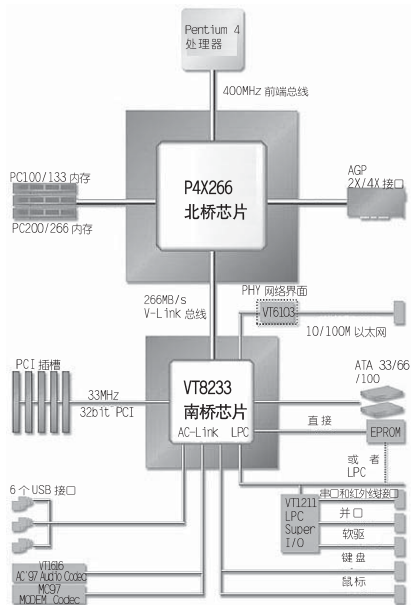 Pentium 4
处理器
400MHz 前端总线
PC100/133 内存
PC200/266 内存
P4X266
北桥芯片
AGP
2X/4X 接口
266MB/s
V-Link 总线
PHY 网络界面
VT6103
10/100M 以太网
PCI 插槽
33MHz
32bit PCI
VT8233
南桥芯片
AC-Link LPC
ATA 33/66
/100
直接
EPROM
或者
LPC
6个USB接口
串口和红外线接口
VT1211
LPC
Super
I/O
并口
软驱
键盘
鼠标
VT1616
AC'97 Audio Codec
MC97
MODEM Codec